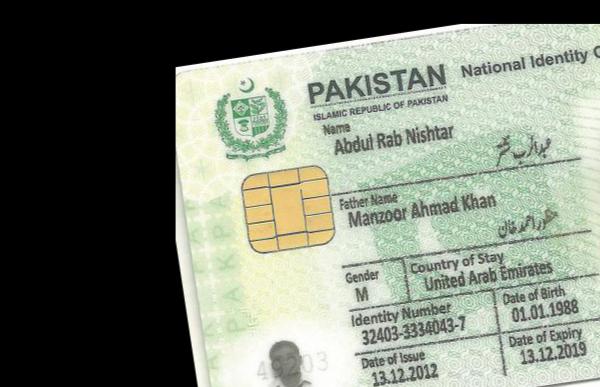 PAKISTAN National Identity
ISLAMIC REPUBLIC OF PAKISTAN
Name
Abdul Rab Nishtar
عبدالرب نشتر
Father Name
Manzoor Ahmad Khan
منظور احمد خان
Gender Country of Stay
M United Arab Emirates
Identity Number Date of Birth
32403-3334043-7 01.01.1988
Date of Issue Date of Expiry
13.12.2012 13.12.2019